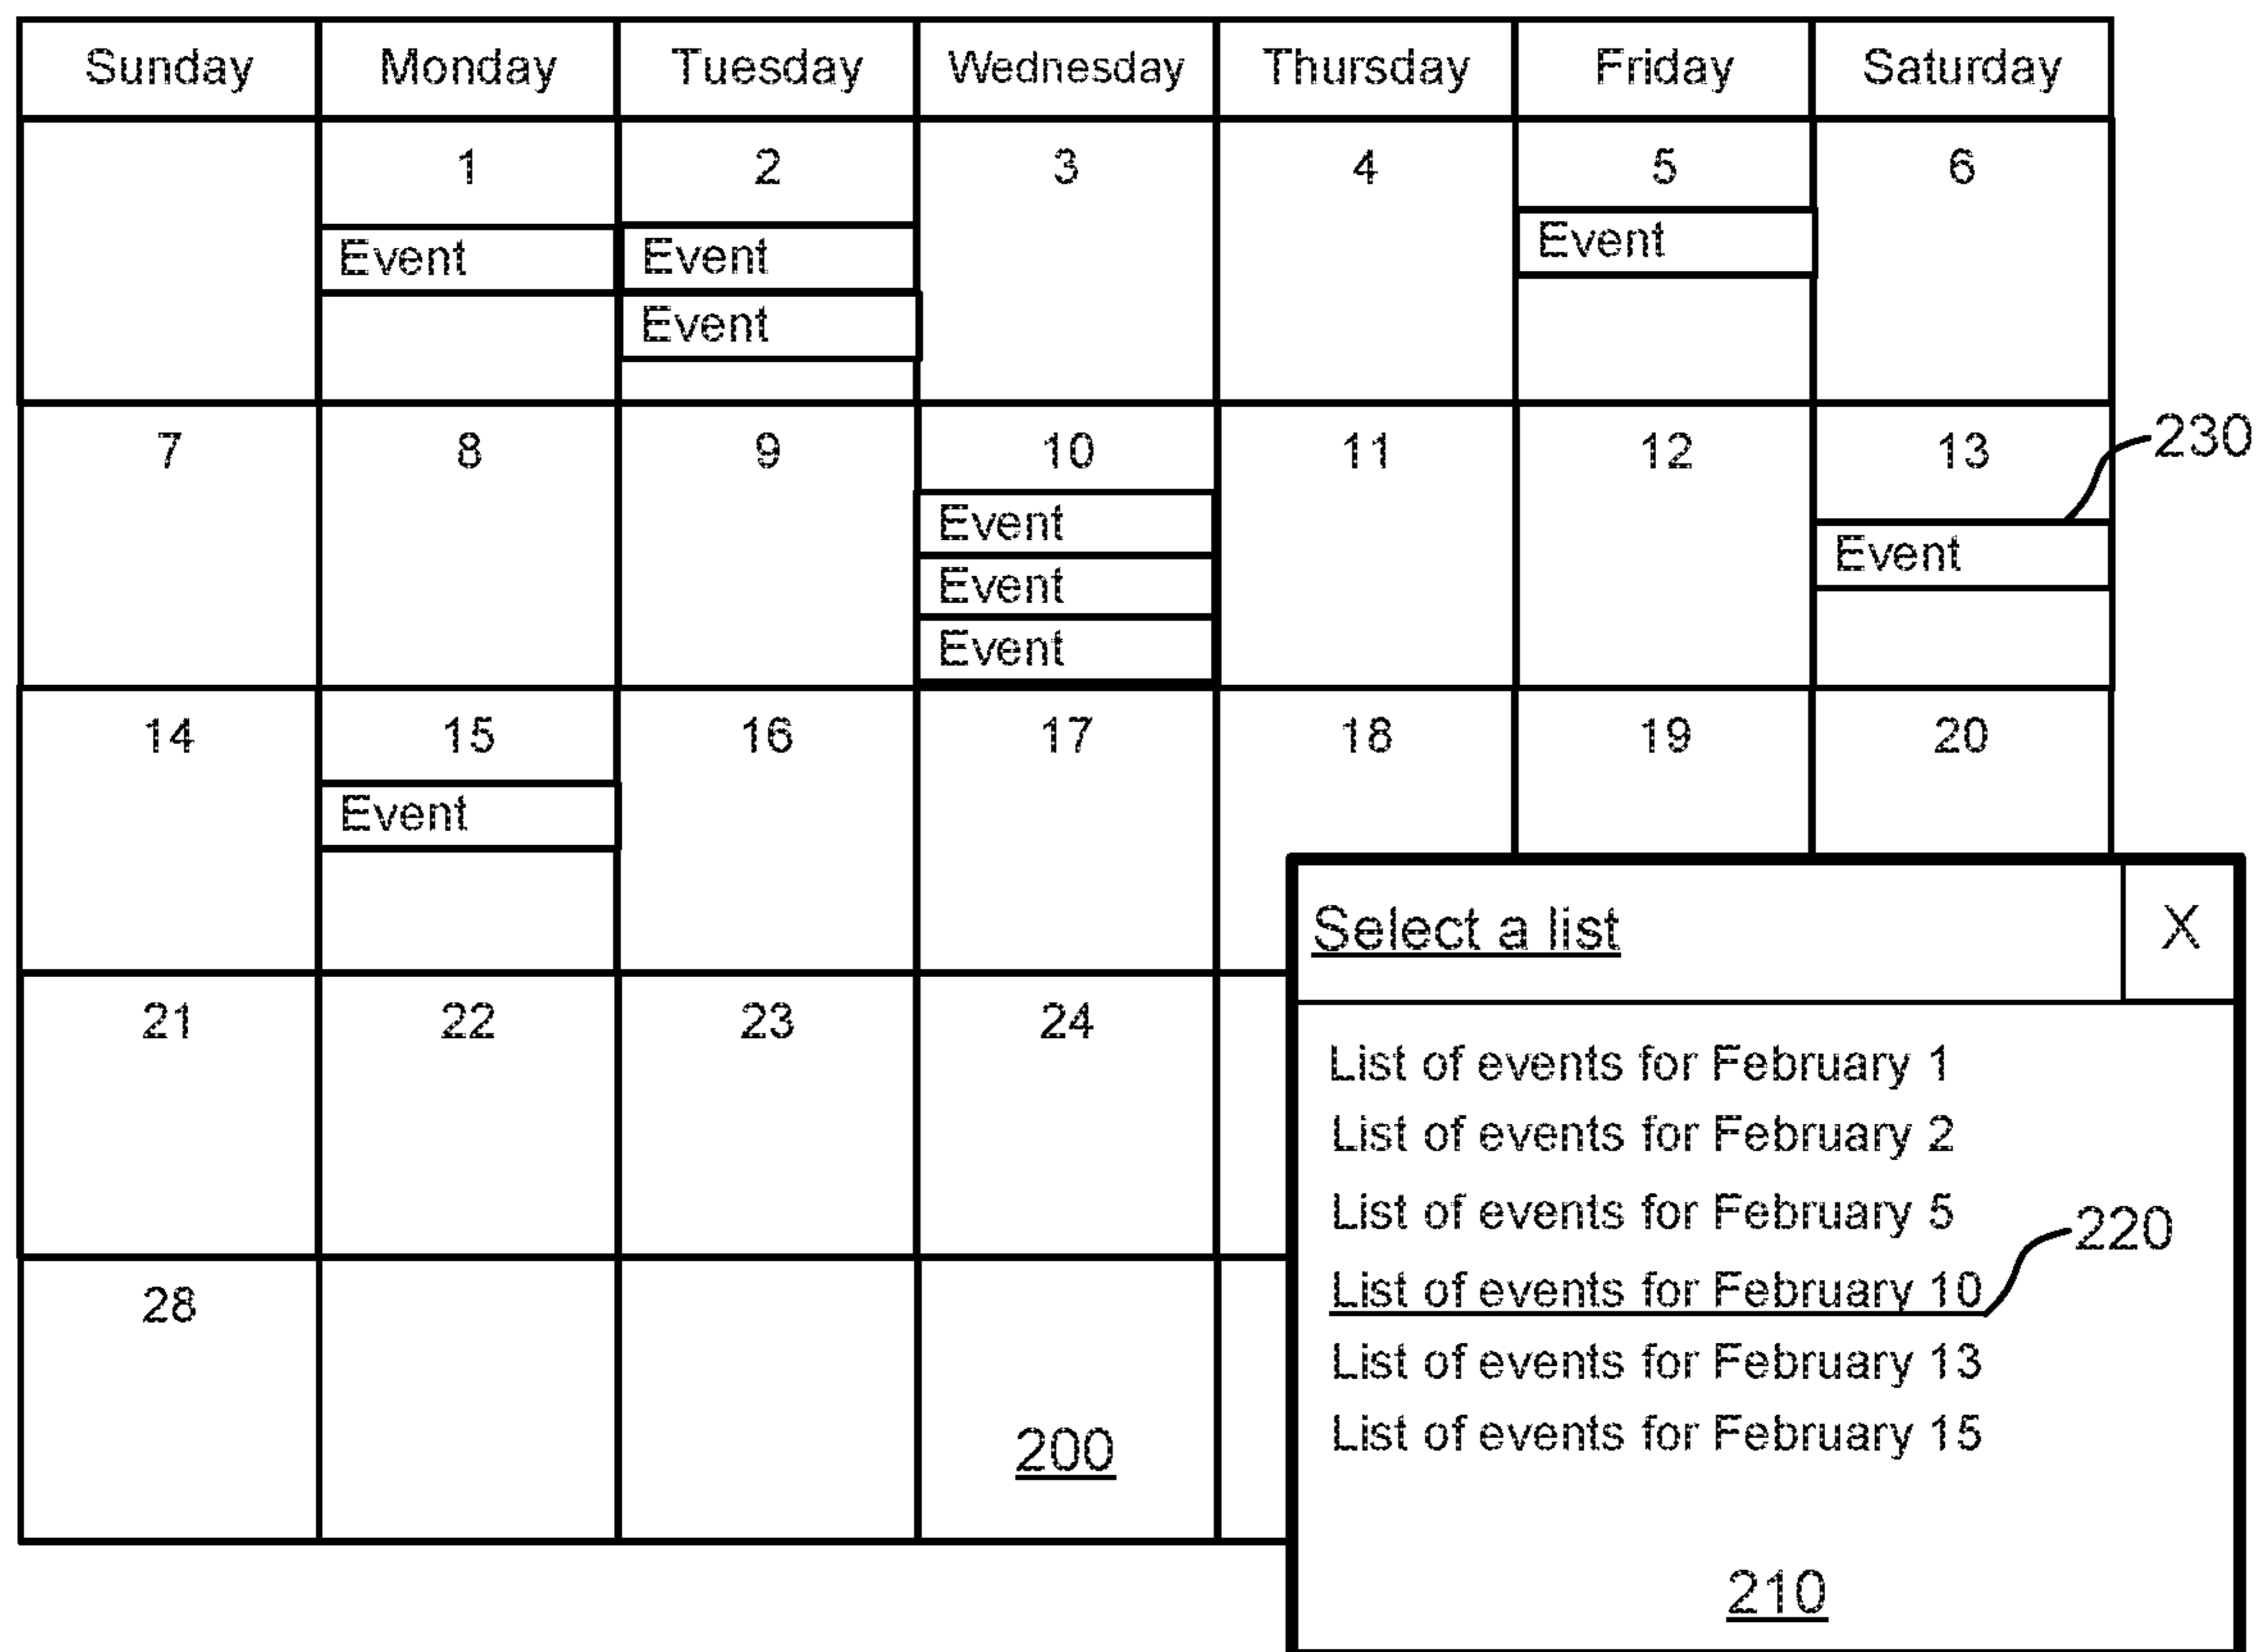 Sunday Monday Tuesday Wednesday Thursday Friday Saturday
1 2 3 4 5 6
Event Event Event
Event
7 8 9 10 11 12 13 230
Event
Event Event
Event
14 15 16 17 18 19 20
Event
Select a list X
21 22 23 24
List of events for February 1
List of events for February 2
List of events for February 5
220
List of events for February 10
28
List of events for February 13
List of events for February 15
200
210